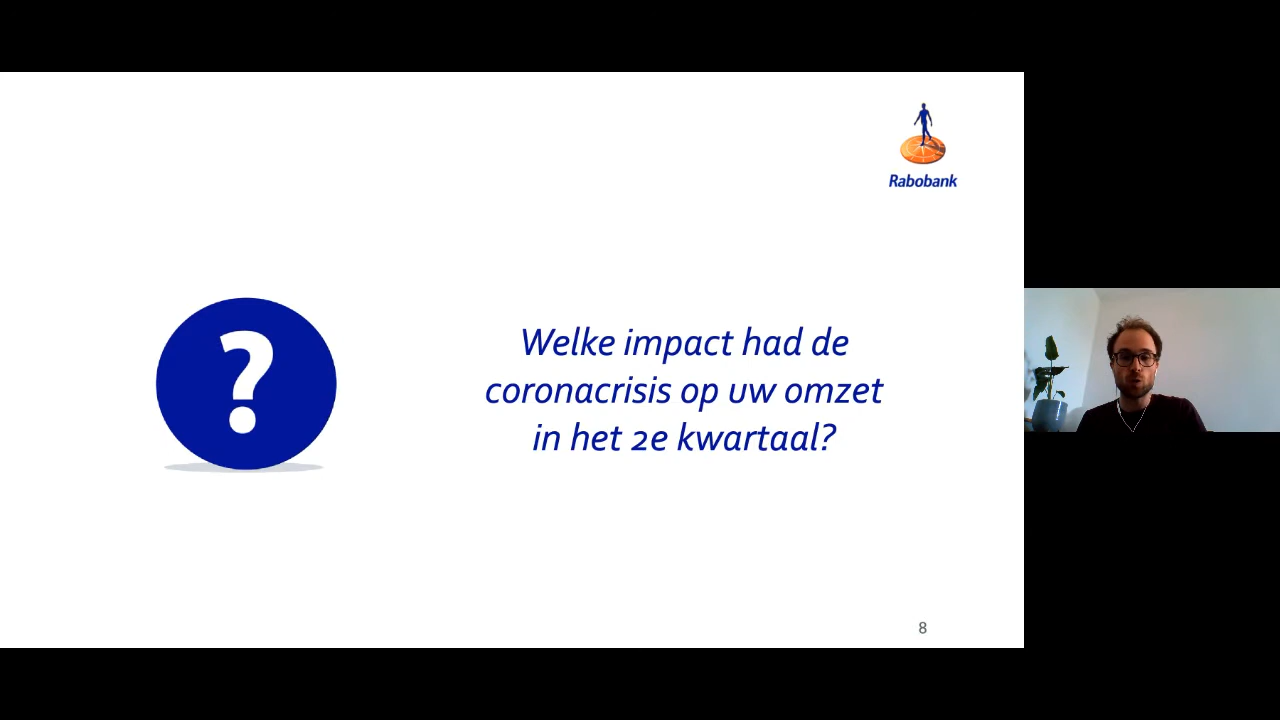 Rabobank
?
Welke impact had de
coronacrisis op uw omzet
in het 2e kwartaal?
8